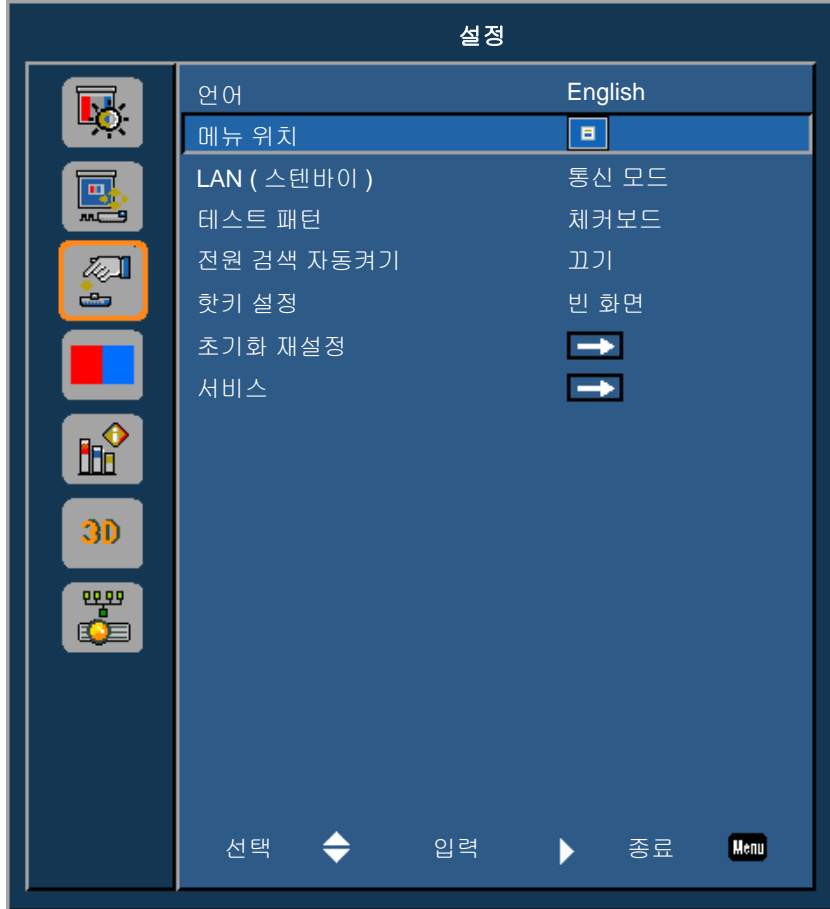 설정
언어 English
메뉴 위치
LAN ( 스텐바이 ) 통신 모드
테스트 패턴 체커보드
전원 검색 자동켜기 끄기
핫키 설정 빈 화면
초기화 재설정
서비스
3D
선택 입력 종료 Menu